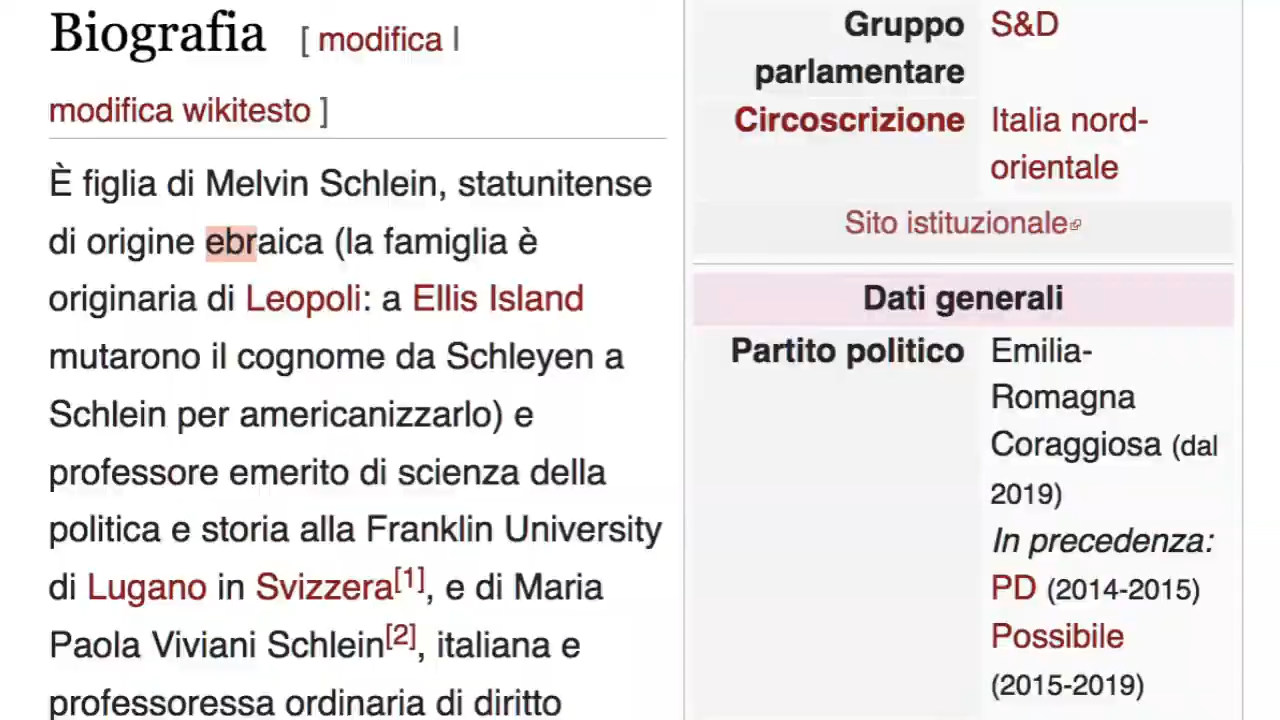 Biografia [ modifica |
modifica wikitesto ]
È figlia di Melvin Schlein, statunitense
di origine ebraica (la famiglia è
originaria di Leopoli: a Ellis Island
mutarono il cognome da Schleyen a
Schlein per americanizzarlo) e
professore emerito di scienza della
politica e storia alla Franklin University
di Lugano in Svizzera[1], e di Maria
Paola Viviani Schlein[2], italiana e
professoressa ordinaria di diritto
Gruppo parlamentare S&D
Circoscrizione Italia nord-
orientale
Sito istituzionale
Dati generali
Partito politico Emilia-
Romagna
Coraggiosa (dal
2019)
In precedenza:
PD (2014-2015)
Possibile
(2015-2019)